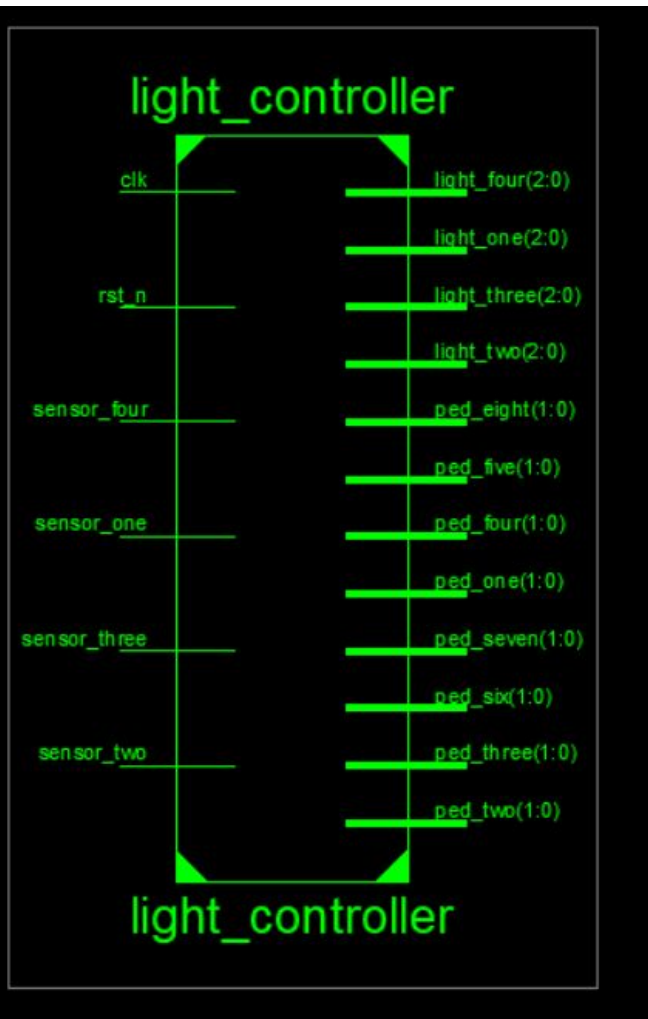 light_controller
clk
light_four(2:0)
light_one(2:0)
rst_n
light_three(2:0)
light_two(2:0)
sensor_four
ped_eight(1:0)
ped_five(1:0)
sensor_one
ped_four(1:0)
ped_one(1:0)
sensor_three
ped_seven(1:0)
ped_six(1:0)
sensor_two
ped_three(1:0)
ped_two(1:0)
light_controller